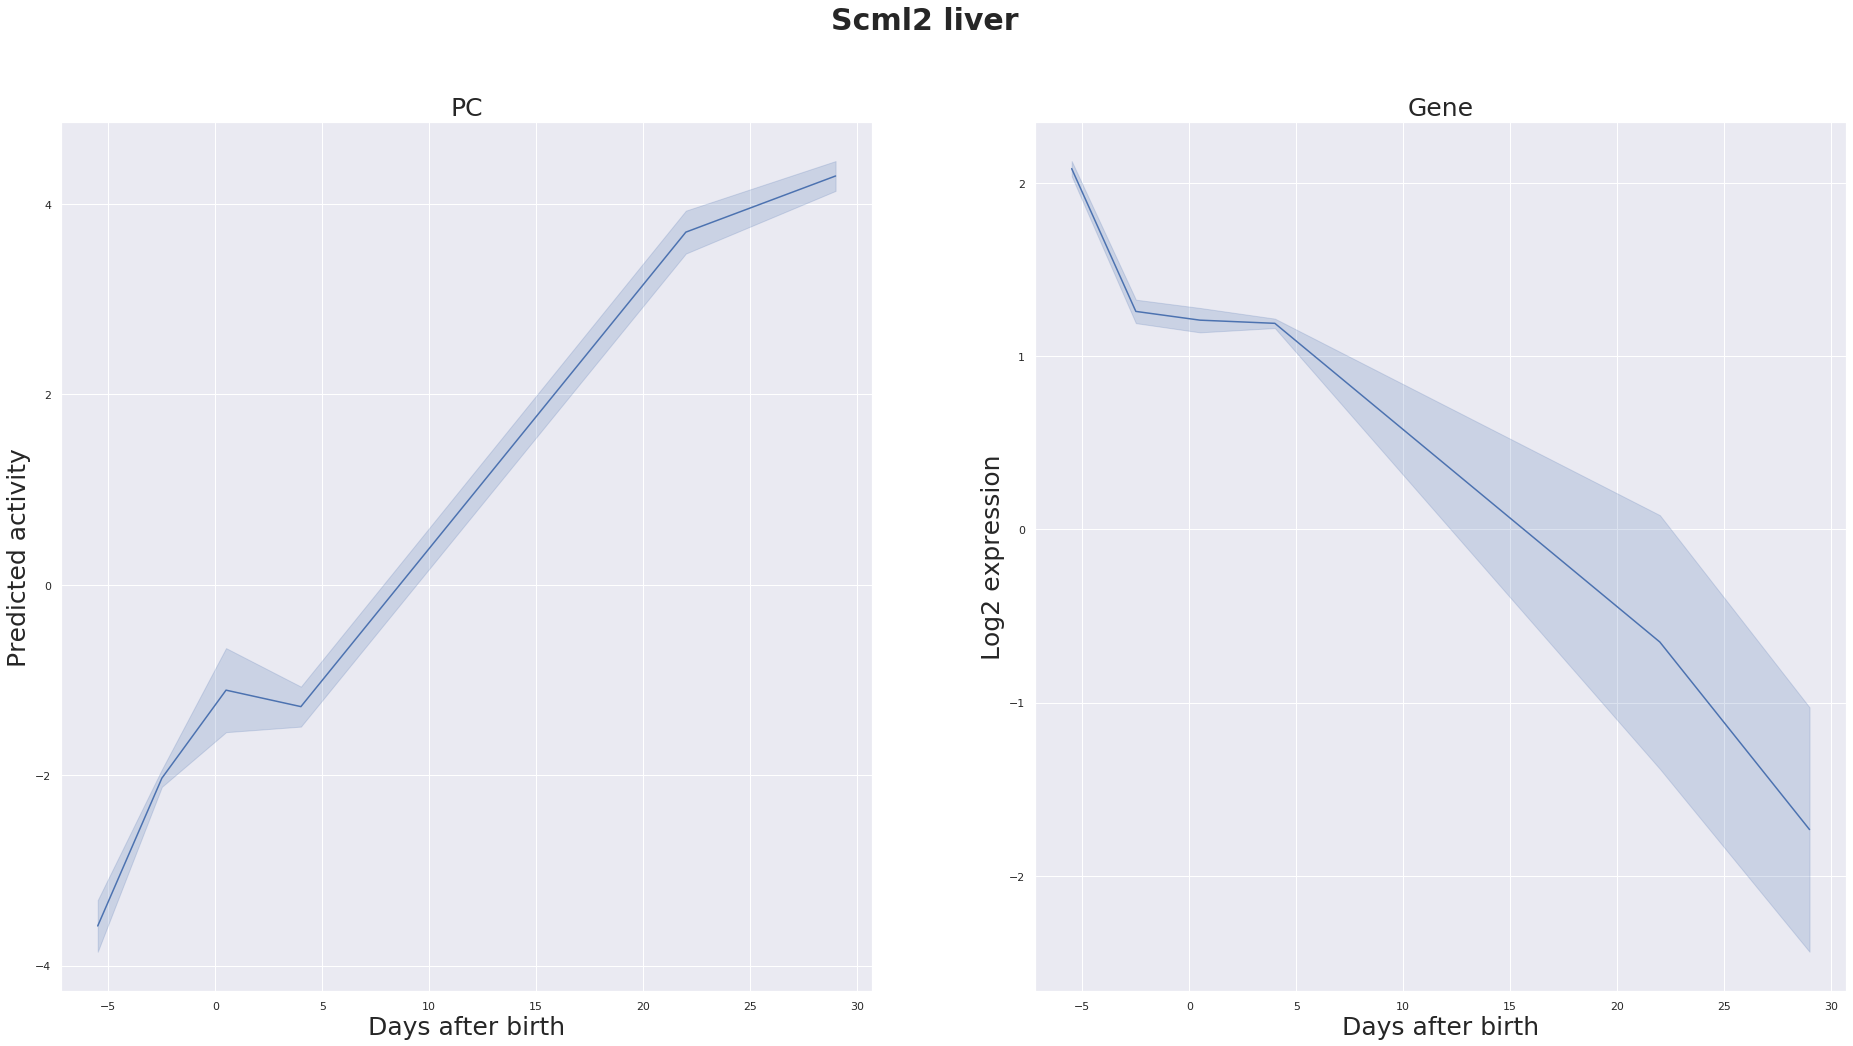 Scml2 liver
PC
Predicted activity
4
2
0
−2
−4
−5 0 5 10 15 20 25 30
Days after birth
Gene
Log2 expression
2
1
0
−1
−2
−5 0 5 10 15 20 25 30
Days after birth